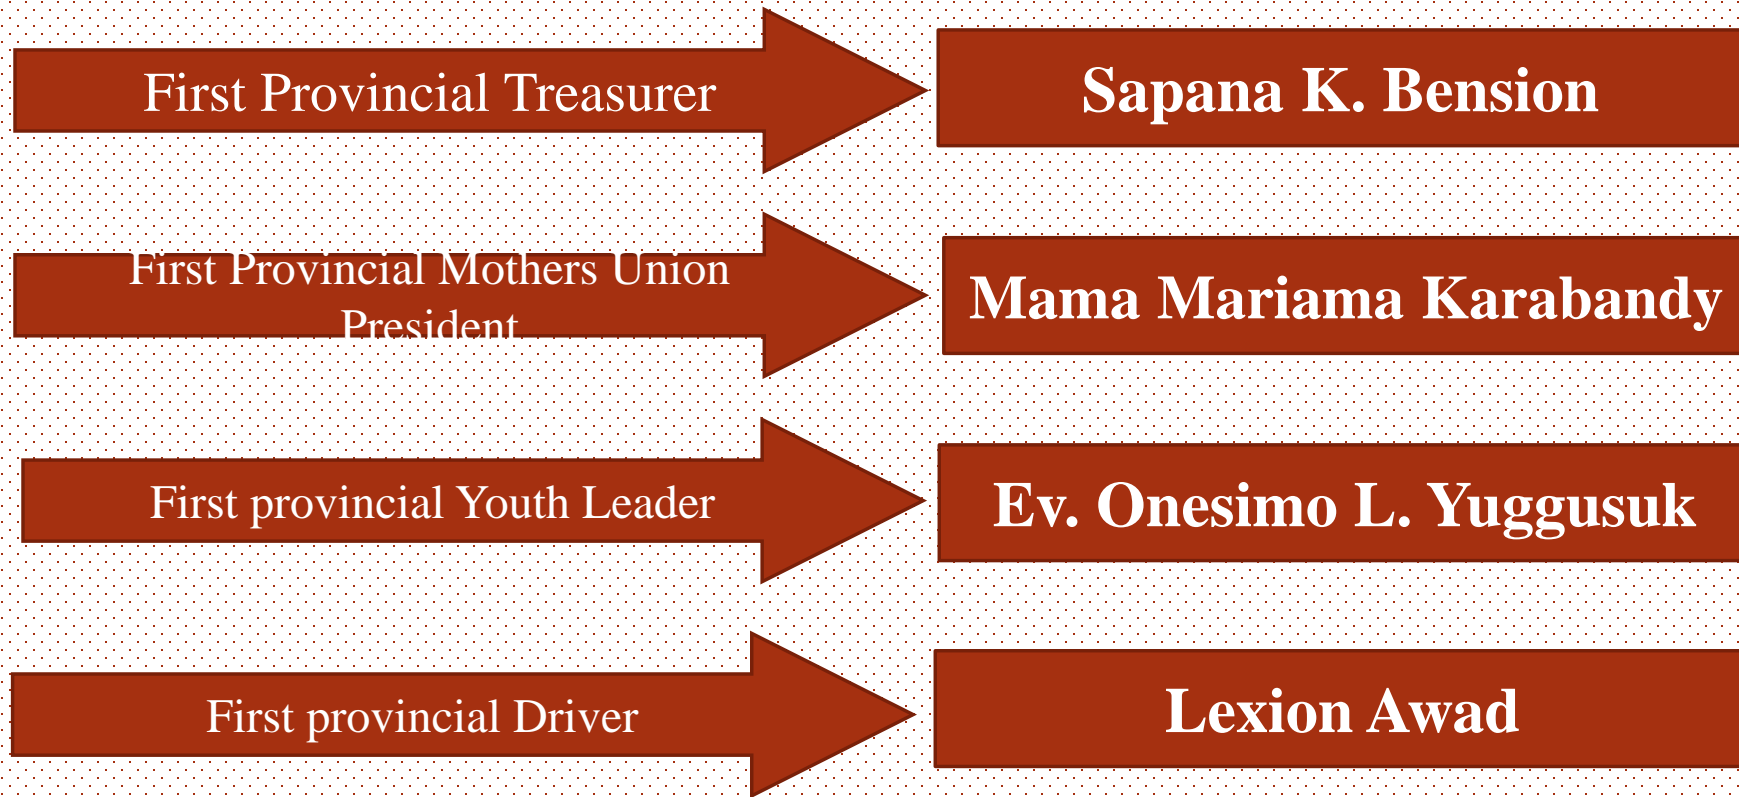 First Provincial Treasurer
Sapana K. Bension
First Provincial Mothers Union
President
Mama Mariama Karabandy
First provincial Youth Leader
Ev. Onesimo L. Yuggusuk
First provincial Driver
Lexion Awad